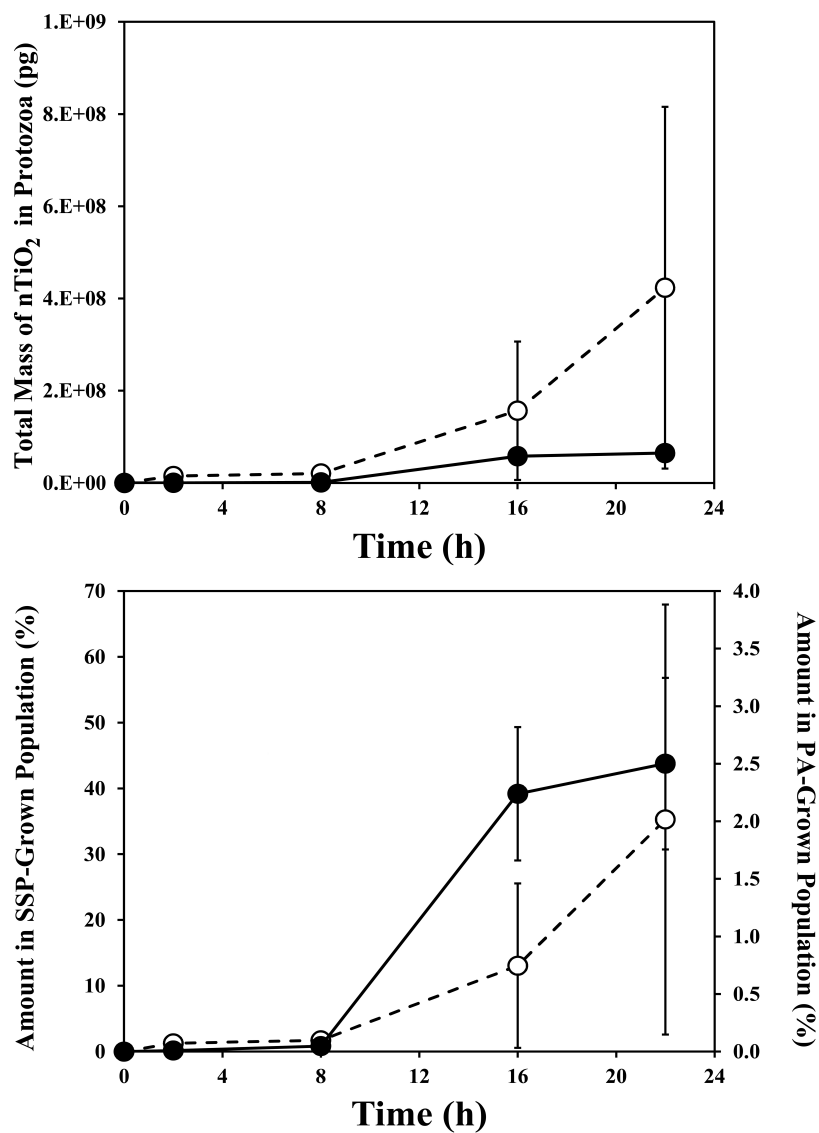 Total Mass of nTiO₂ in Protozoa (pg)
1.E+09
8.E+08
6.E+08
4.E+08
2.E+08
0.E+00
0 4 8 12 16 20 24
Time (h)
Amount in SSP-Grown Population (%)
70
60
50
40
30
20
10
0
4.0
3.5
3.0
2.5
2.0
1.5
1.0
0.5
0.0
Amount in PA-Grown Population (%)
0 4 8 12 16 20 24
Time (h)